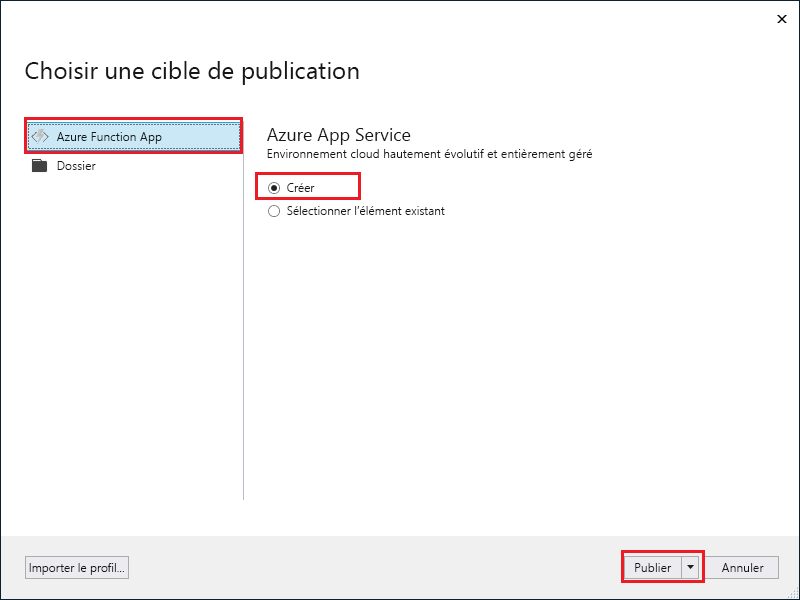 Choisir une cible de publication
Azure Function App
Dossier
Azure App Service
Environnement cloud hautement évolutif et entièrement géré
Créer
Sélectionner l'élément existant
Importer le profil...
Publier
Annuler